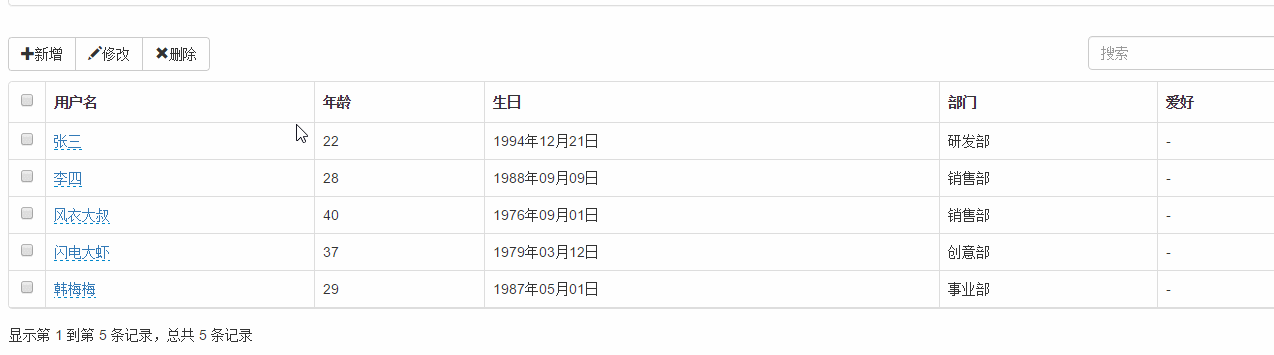 新增 修改 删除 搜索
用户名 年龄 生日 部门 爱好
张三 22 1994年12月21日 研发部 -
李四 28 1988年09月09日 销售部 -
风衣大叔 40 1976年09月01日 销售部 -
闪电大虾 37 1979年03月12日 创意部 -
韩梅梅 29 1987年05月01日 事业部 -
显示第 1 到第 5 条记录，总共 5 条记录